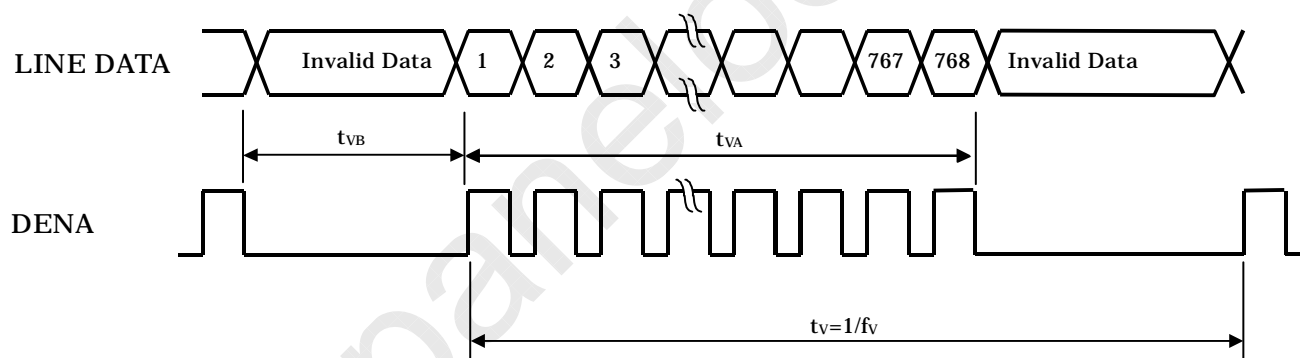 LINE DATA Invalid Data 1 2 3 767 768 Invalid Data
tVB tVA
DENA
tV=1/fV